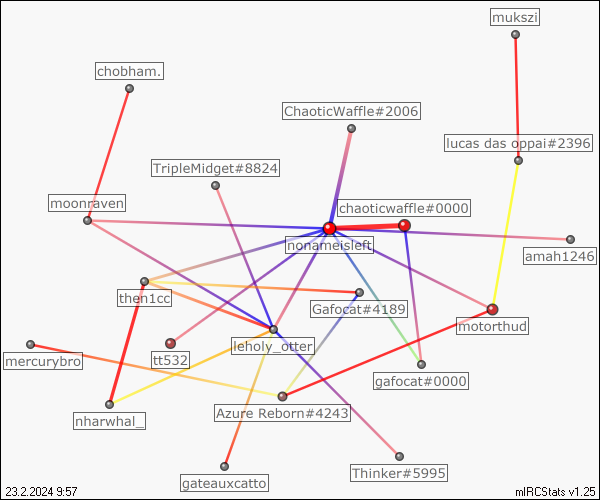 mukszi
chobham.
ChaoticWaffle#2006
lucas das oppai#2396
TripleMidget#8824
moonraven
chaoticwaffle#0000
nonameisleft
amah1246
then1cc
Gafocat#4189
motorthud
leholy_otter
mercurybro
tt532
gafocat#0000
nharwhal_
Azure Reborn#4243
Thinker#5995
gateauxcatto
23.2.2024 9:57
mIRCStats v1.25